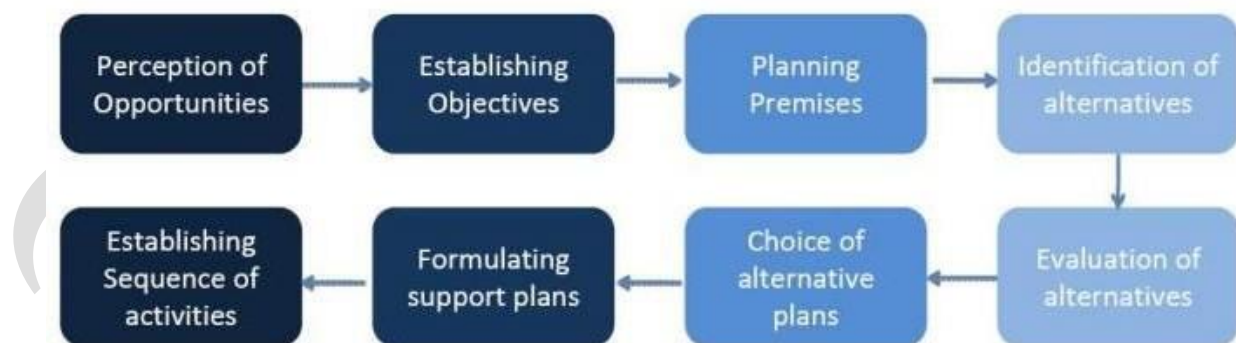 Perception of
Opportunities
Establishing
Objectives
Planning
Premises
Identification of
alternatives
Evaluation of
alternatives
Choice of
alternative
plans
Formulating
support plans
Establishing
Sequence of
activities